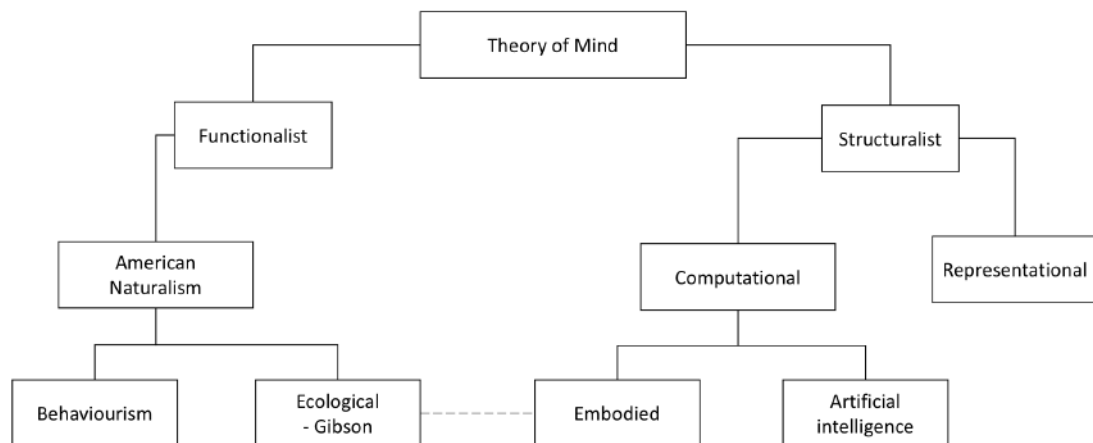 Theory of Mind
Functionalist
Structuralist
American
Naturalism
Computational
Representational
Behaviourism
Ecological
- Gibson
Embodied
Artificial
intelligence